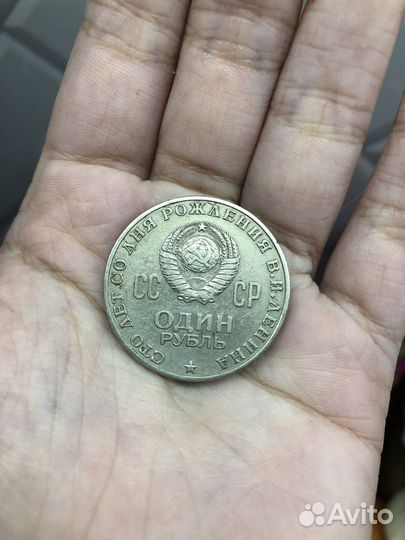 СТО ЛЕТ СО ДНЯ РОЖДЕНИЯ В.И.ЛЕНИНА
СС СР
ОДИН
РУБЛЬ
Avito